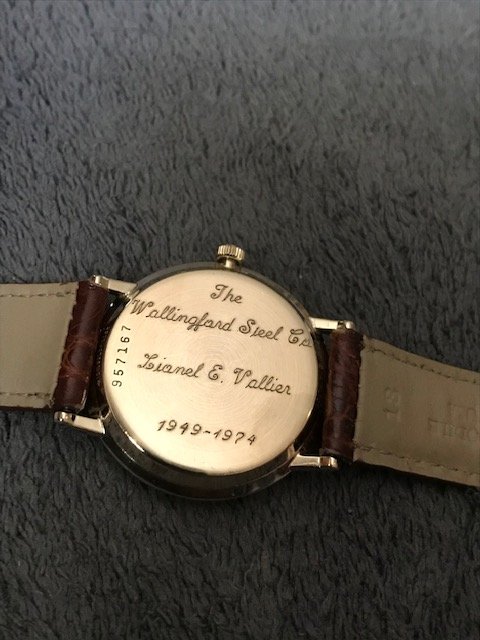 The
Wallingford Steel Co
Lionel E. Vallier
1949-1974
957167